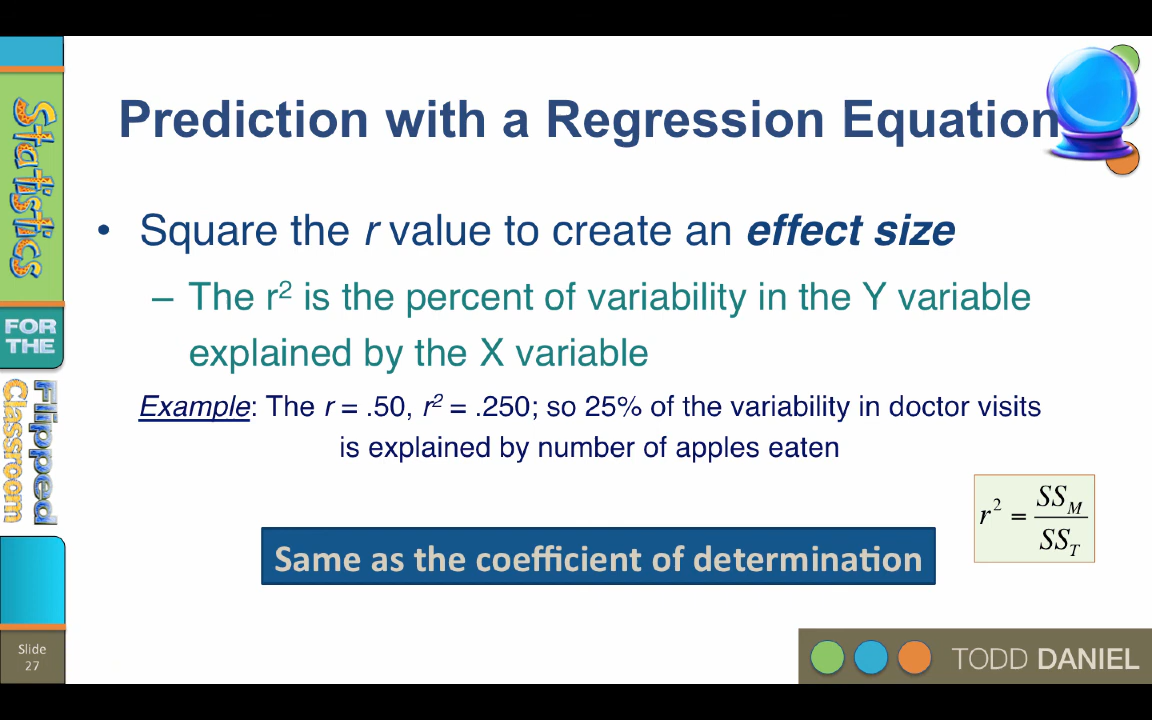 Prediction with a Regression Equation
• Square the r value to create an effect size
– The r² is the percent of variability in the Y variable
explained by the X variable
Example: The r = .50, r² = .250; so 25% of the variability in doctor visits
is explained by number of apples eaten
r² = SS_M / SS_T
Same as the coefficient of determination
Statistics
FOR
THE
Flipped
Classroom
Slide
27
TODD DANIEL